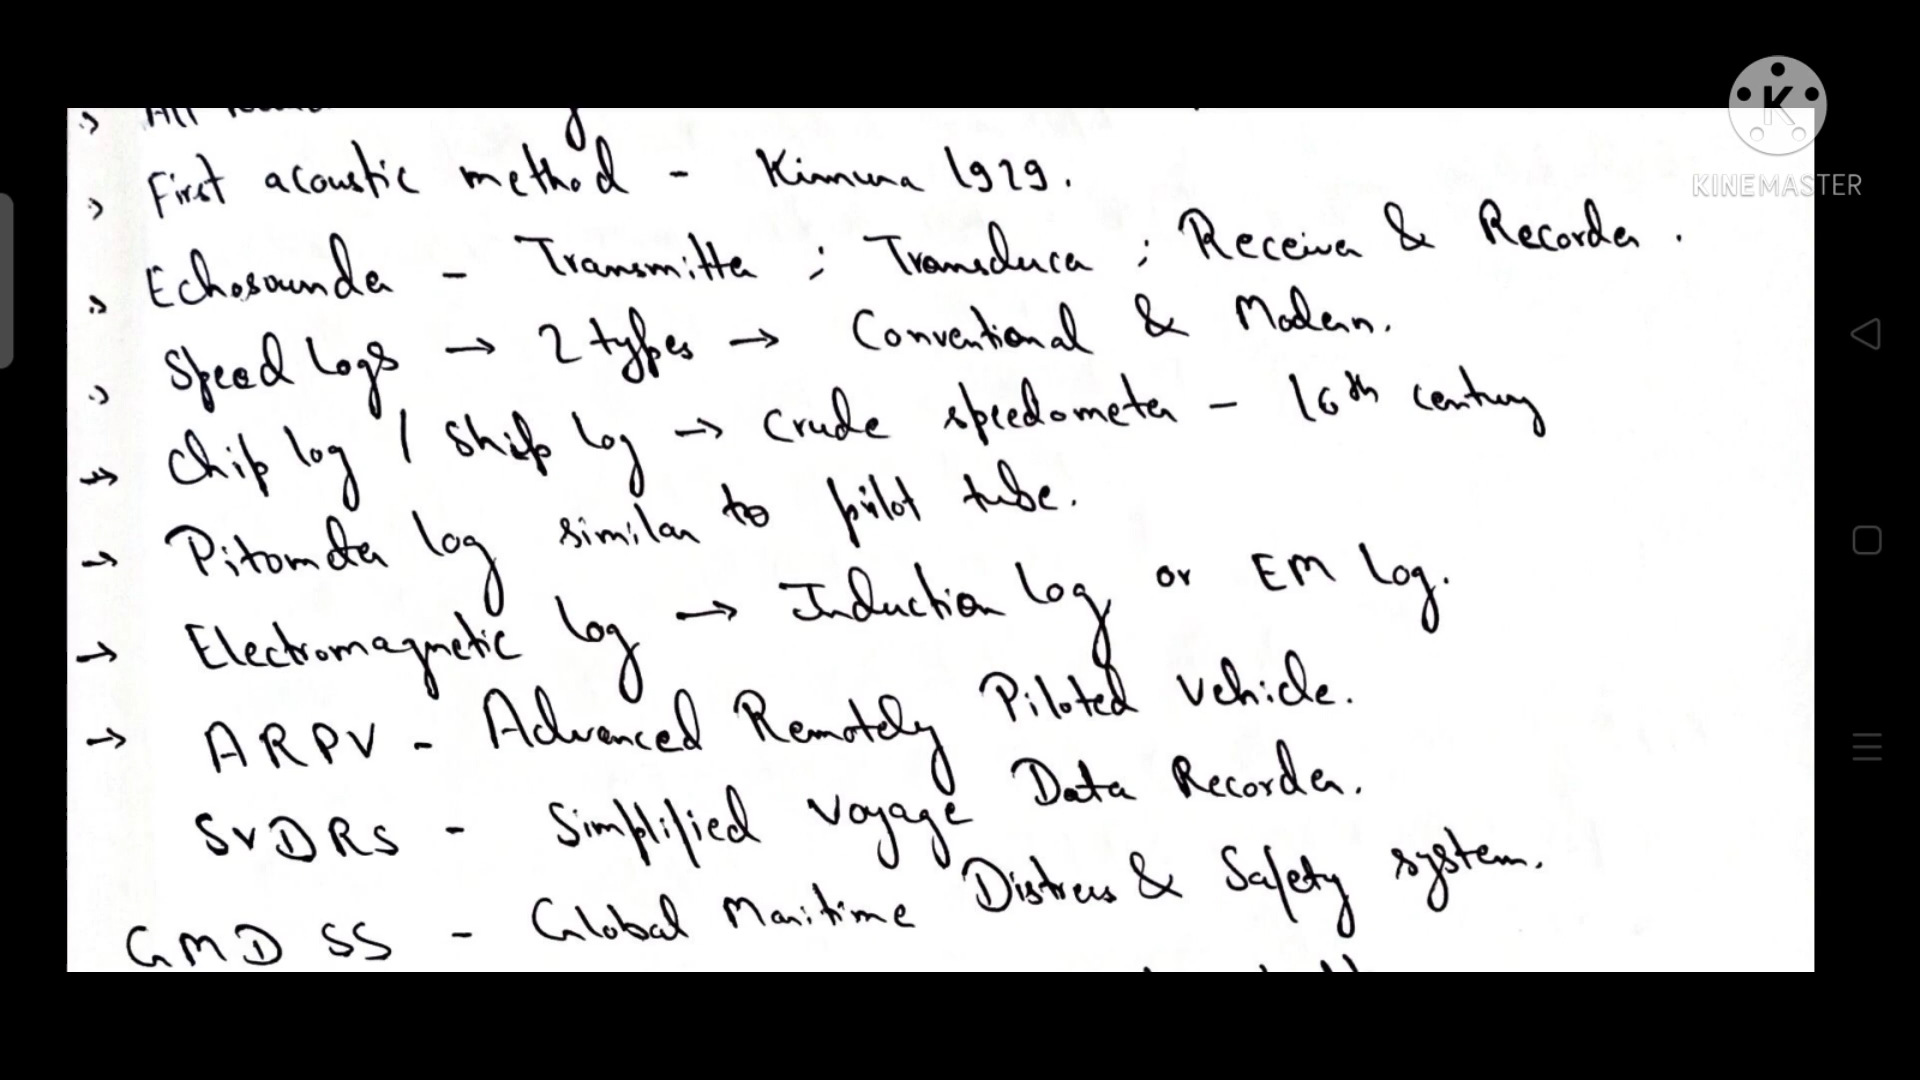 First acoustic method - Kimura 1929.
Echosounder - Transmitter ; Transducer ; Receiver & Recorder.
Speed logs → 2 types → Conventional & Modern.
→ Chip log / Ship log → Crude speedometer - 16th century
→ Pitometer log similar to pitot tube.
→ Electromagnetic log → Induction log or EM log.
→ ARPV - Advanced Remotely Piloted Vehicle.
SVDRS - Simplified Voyage Data Recorder.
GMDSS - Global Maritime Distress & Safety system.
KINEMASTER